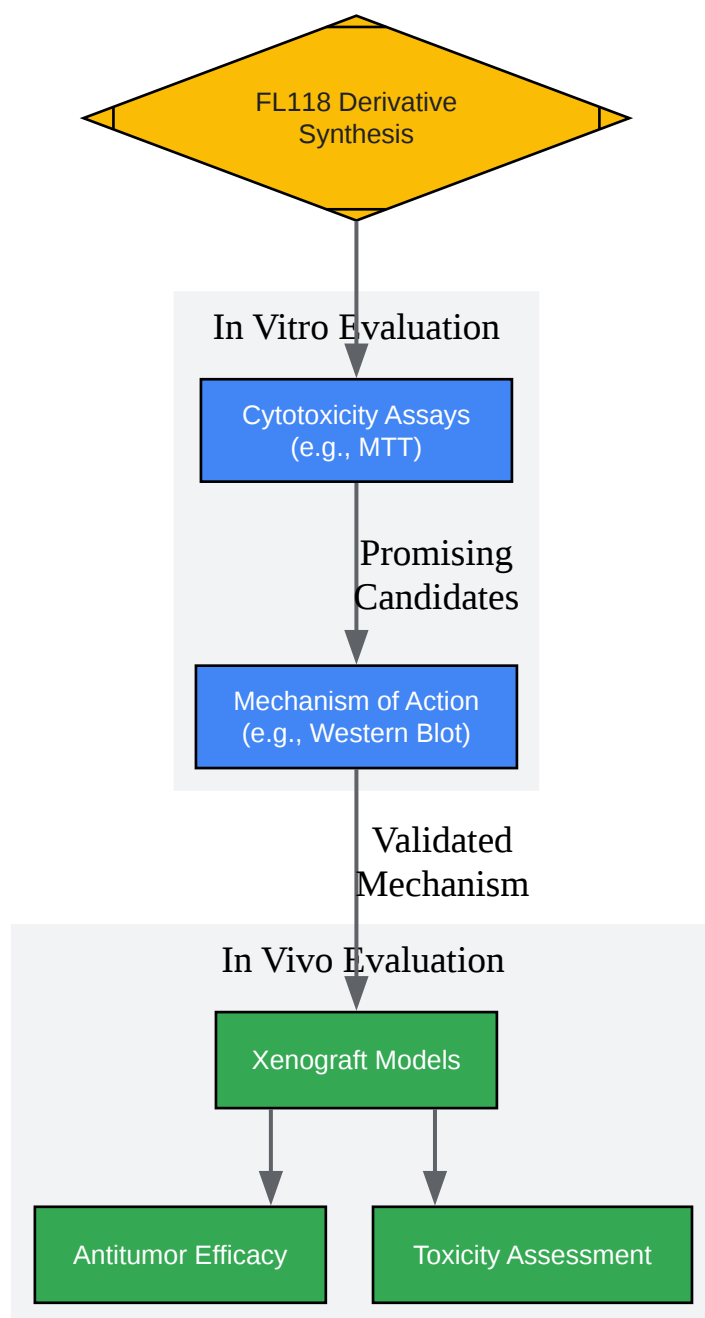 FL118 Derivative
Synthesis
In Vitro Evaluation
Cytotoxicity Assays
(e.g., MTT)
Promising
Candidates
Mechanism of Action
(e.g., Western Blot)
Validated
Mechanism
In Vivo Evaluation
Xenograft Models
Antitumor Efficacy
Toxicity Assessment